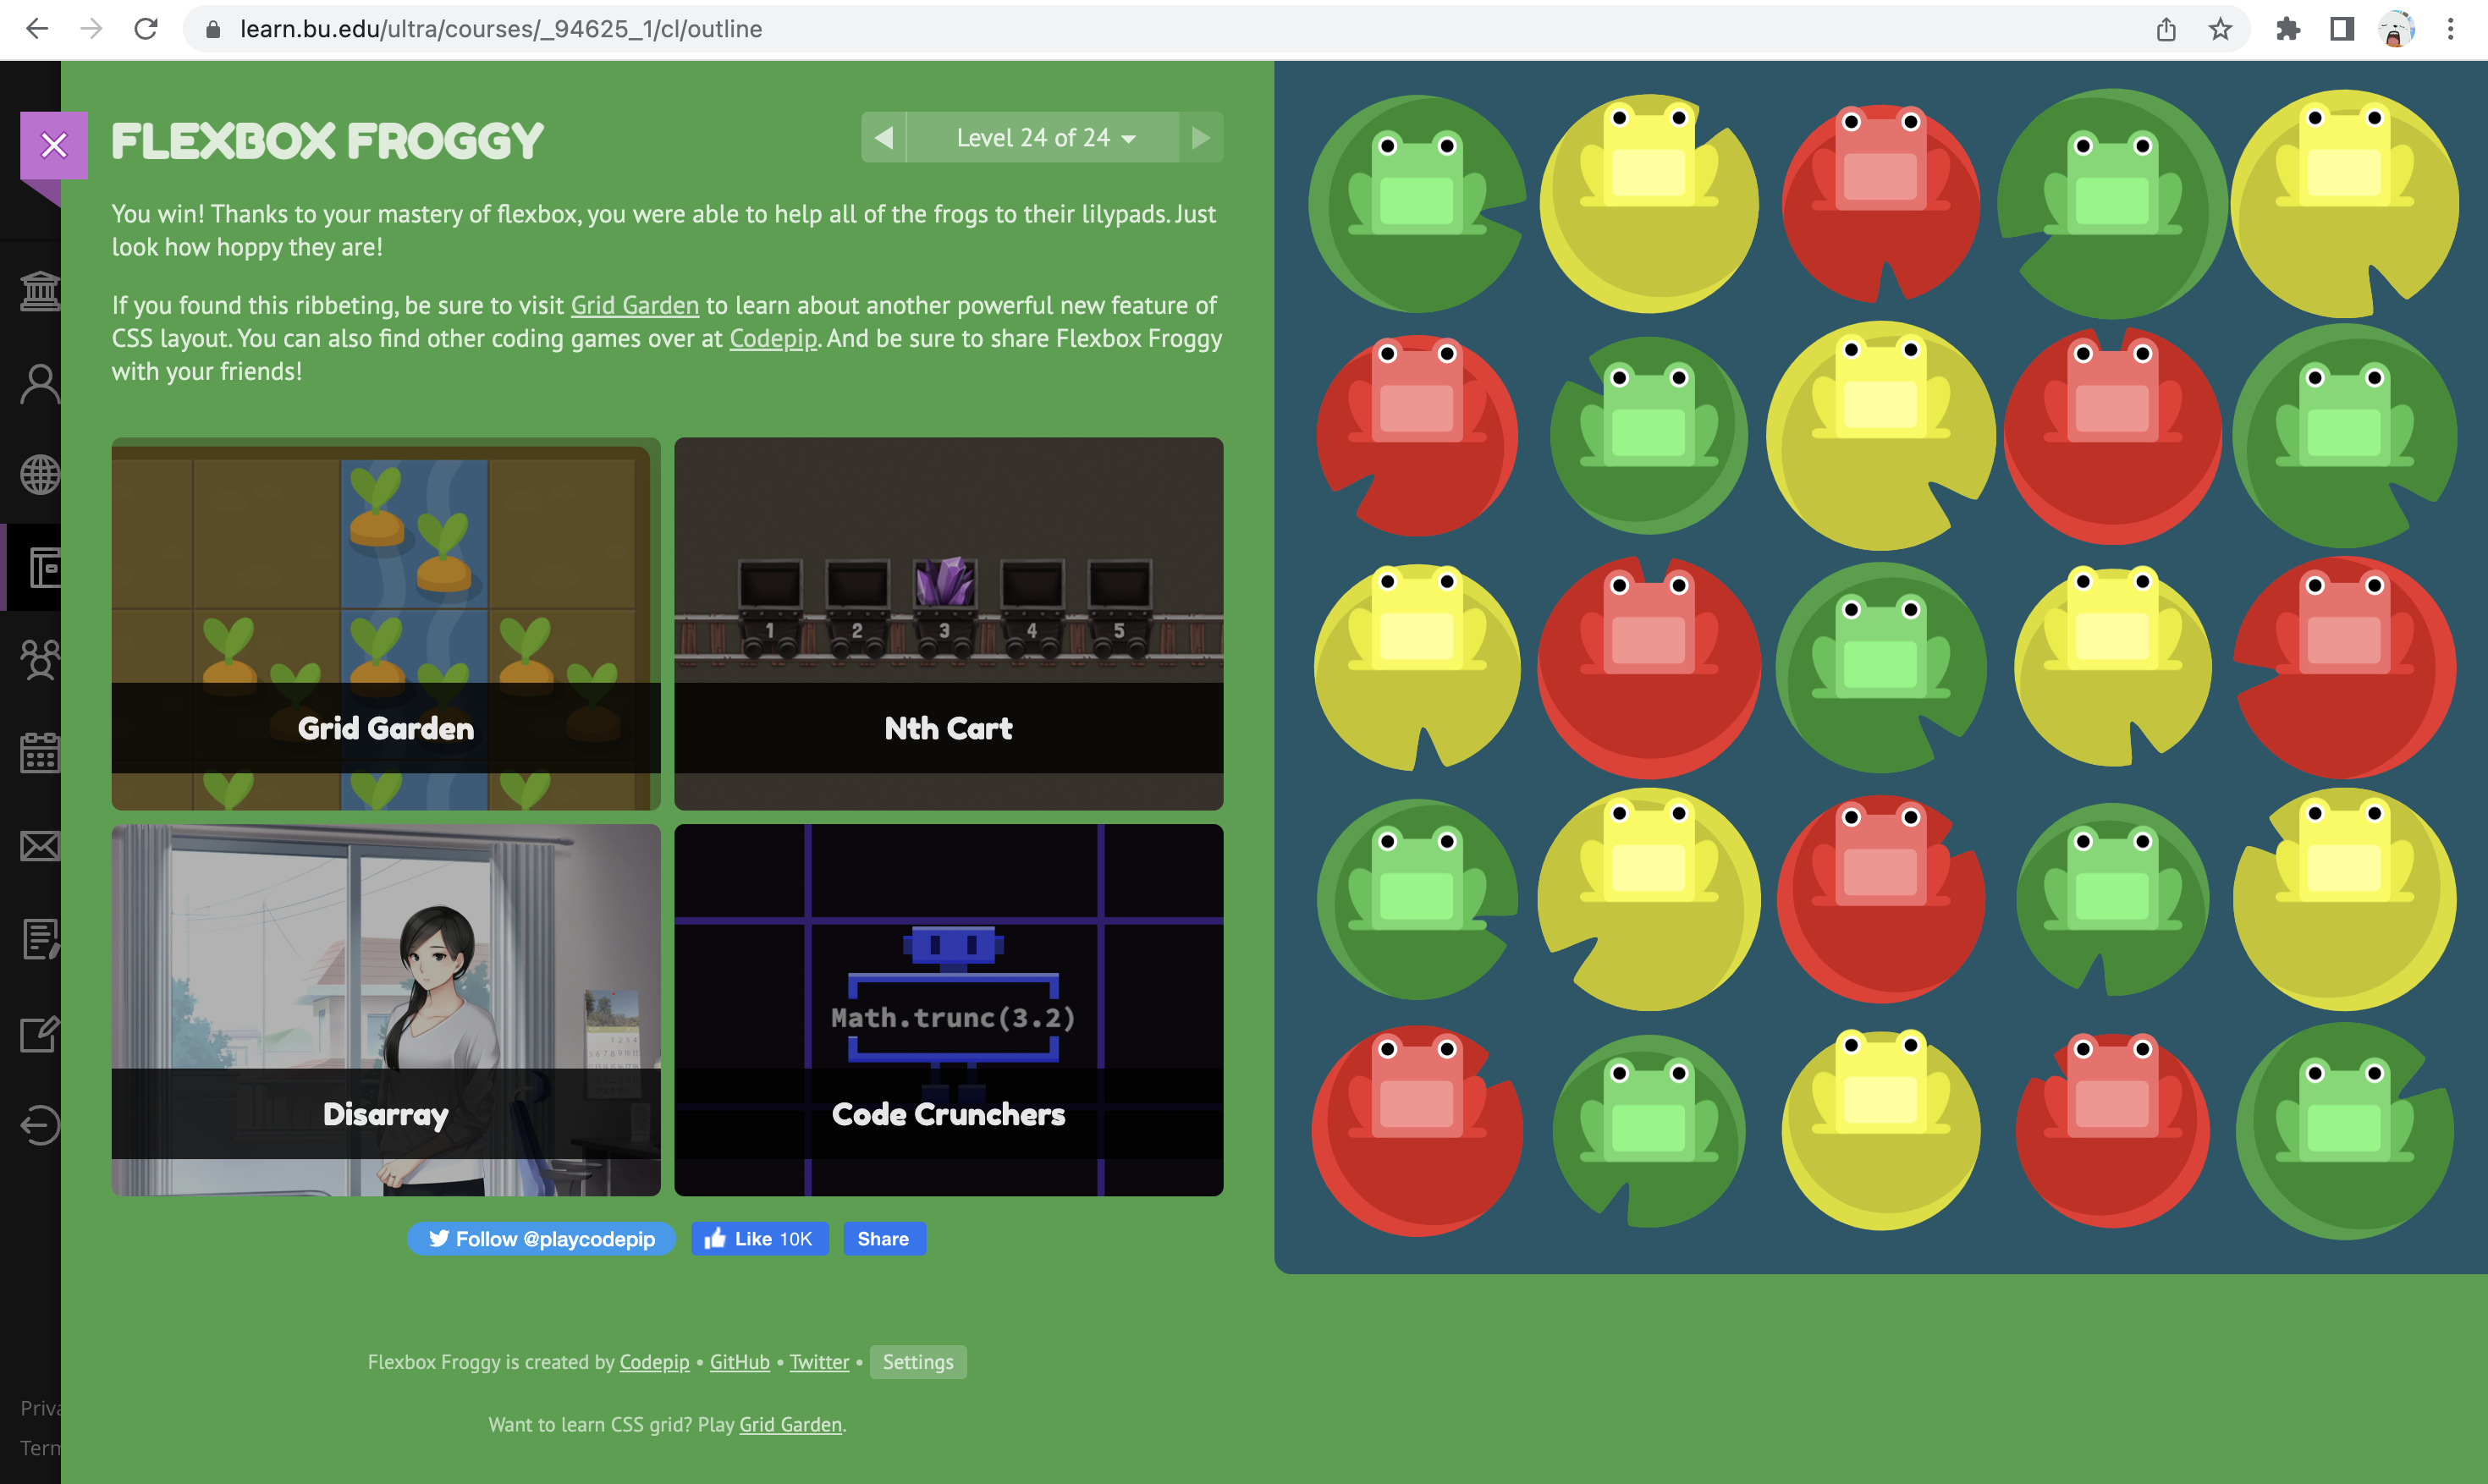 learn.bu.edu/ultra/courses/_94625_1/cl/outline
FLEXBOX FROGGY
Level 24 of 24
You win! Thanks to your mastery of flexbox, you were able to help all of the frogs to their lilypads. Just
look how hoppy they are!
If you found this ribbeting, be sure to visit Grid Garden to learn about another powerful new feature of
CSS layout. You can also find other coding games over at Codepip. And be sure to share Flexbox Froggy
with your friends!
1 2 3 4 5
Grid Garden
Nth Cart
Math.trunc(3.2)
Disarray
Code Crunchers
Follow @playcodepip
Like 10K
Share
Flexbox Froggy is created by Codepip • GitHub • Twitter • Settings
Want to learn CSS grid? Play Grid Garden.
Priva
Term